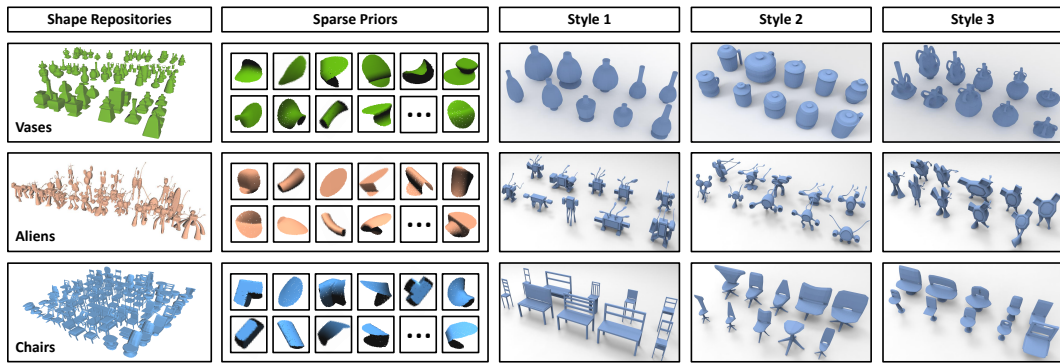 Shape Repositories
Sparse Priors
Style 1
Style 2
Style 3
Vases
Aliens
Chairs